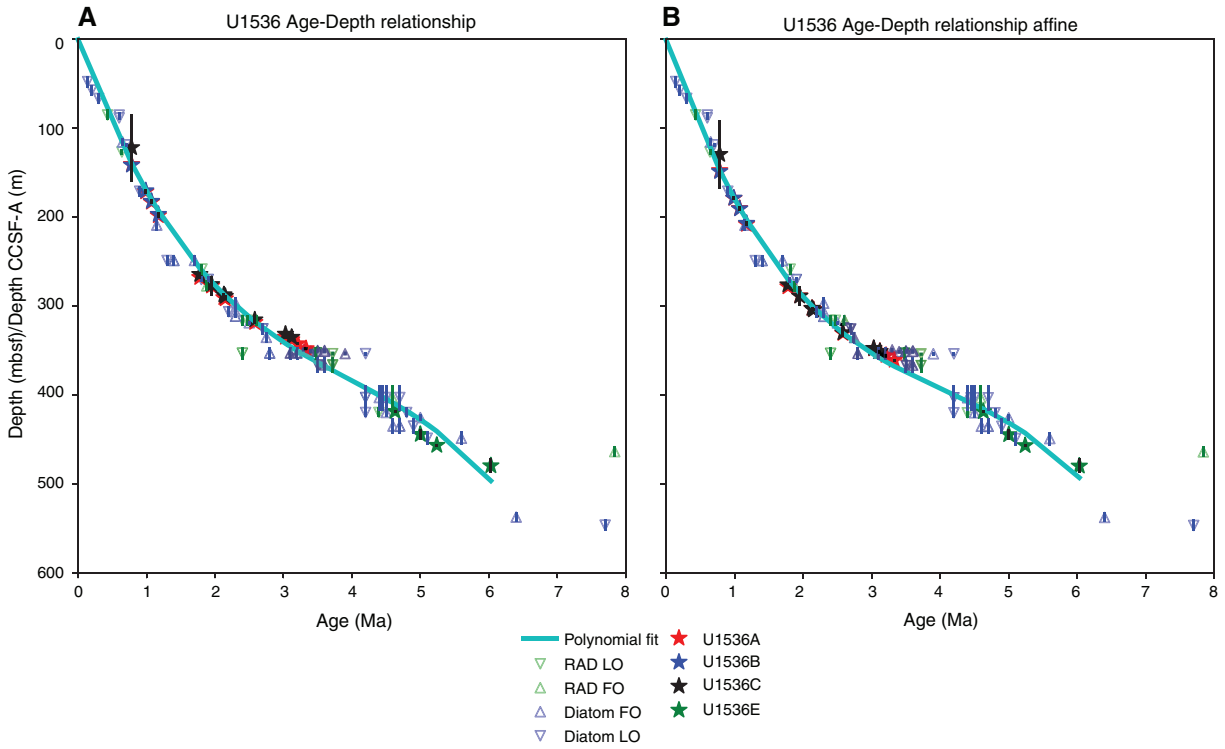 A
U1536 Age-Depth relationship
B
U1536 Age-Depth relationship affine
Depth (mbsf)/Depth CCSF-A (m)
0
100
200
300
400
500
600
0 1 2 3 4 5 6 7 8
Age (Ma)
0 1 2 3 4 5 6 7 8
Age (Ma)
Polynomial fit
RAD LO
RAD FO
Diatom FO
Diatom LO
U1536A
U1536B
U1536C
U1536E